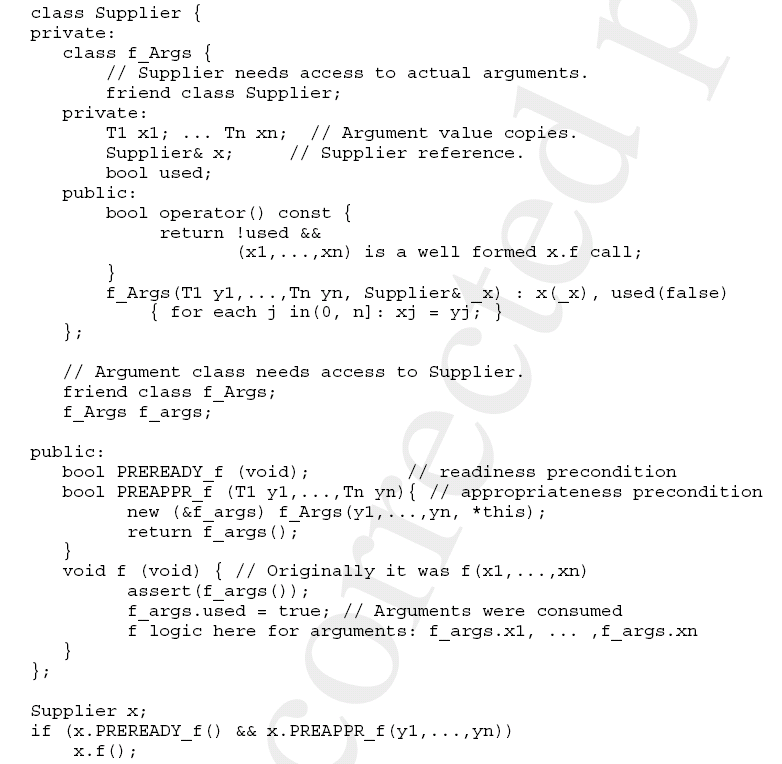 class Supplier {
private:
   class f_Args {
       // Supplier needs access to actual arguments.
       friend class Supplier;
   private:
       T1 x1; ... Tn xn;  // Argument value copies.
       Supplier& x;     // Supplier reference.
       bool used;
   public:
       bool operator() const {
            return !used &&
                   (x1,...,xn) is a well formed x.f call;
       }
       f_Args(T1 y1,...,Tn yn, Supplier& _x) : x(_x), used(false)
           { for each j in(0, n]: xj = yj; }
   };

   // Argument class needs access to Supplier.
   friend class f_Args;
   f_Args f_args;

public:
   bool PREREADY_f (void);         // readiness precondition
   bool PREAPPR_f (T1 y1,...,Tn yn){ // appropriateness precondition
         new (&f_args) f_Args(y1,...,yn, *this);
         return f_args();
   }
   void f (void) { // Originally it was f(x1,...,xn)
         assert(f_args());
         f_args.used = true; // Arguments were consumed
         f logic here for arguments: f_args.x1, ... ,f_args.xn
   }
};

Supplier x;
if (x.PREREADY_f() && x.PREAPPR_f(y1,...,yn))
    x.f();
corrected p